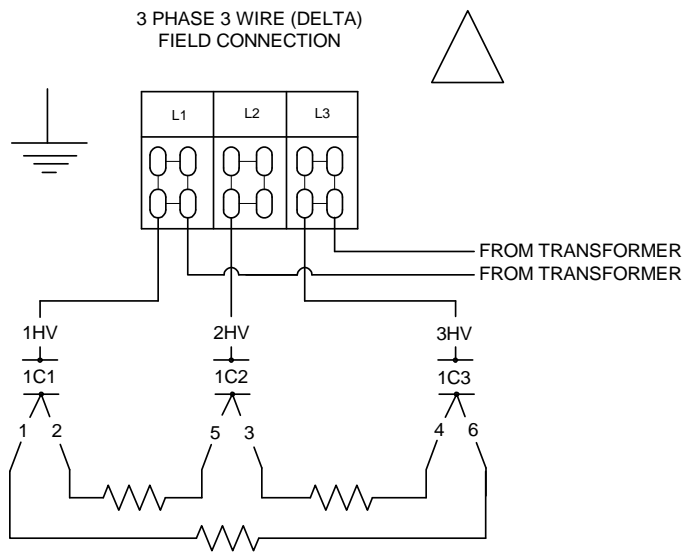 3 PHASE 3 WIRE (DELTA)
FIELD CONNECTION
L1 L2 L3
FROM TRANSFORMER
FROM TRANSFORMER
1HV 2HV 3HV
1C1 1C2 1C3
1 2 5 3 4 6